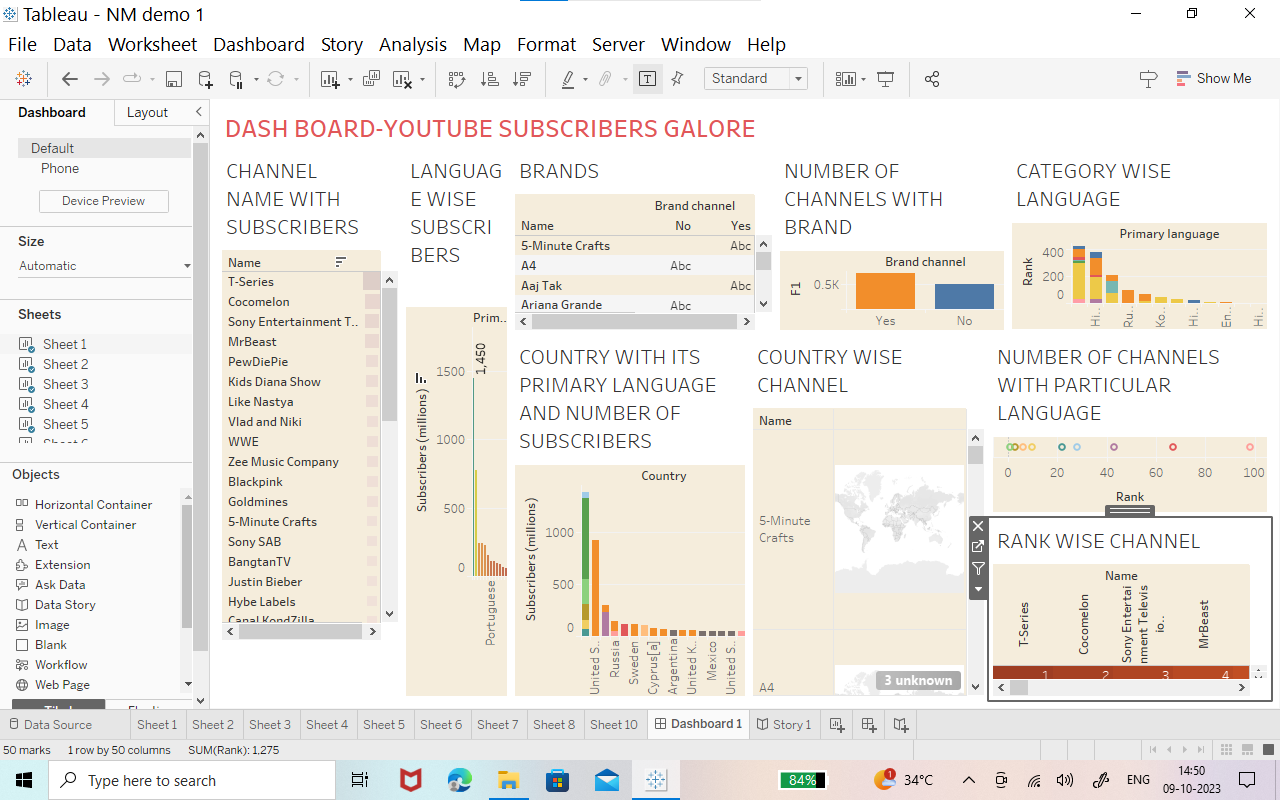 Tableau - NM demo 1
File Data Worksheet Dashboard Story Analysis Map Format Server Window Help
Standard
Show Me
Dashboard Layout
Default
Phone
Device Preview
Size
Automatic
Sheets
Sheet 1
Sheet 2
Sheet 3
Sheet 4
Sheet 5
Objects
Horizontal Container
Vertical Container
Text
Extension
Ask Data
Data Story
Image
Blank
Workflow
Web Page
DASH BOARD-YOUTUBE SUBSCRIBERS GALORE
CHANNEL
NAME WITH
SUBSCRIBERS
Name
T-Series
Cocomelon
Sony Entertainment T..
MrBeast
PewDiePie
Kids Diana Show
Like Nastya
Vlad and Niki
WWE
Zee Music Company
Blackpink
Goldmines
5-Minute Crafts
Sony SAB
BangtanTV
Justin Bieber
Hybe Labels
Canal KondZilla
LANGUAG
E WISE
SUBSCRI
BERS
Prim..
1,450
1500
1000
500
0
Subscribers (millions)
Portuguese
BRANDS
Brand channel
Name No Yes
5-Minute Crafts Abc
A4 Abc
Aaj Tak Abc
Ariana Grande Abc
NUMBER OF
CHANNELS WITH
BRAND
Brand channel
F1
0.5K
Yes No
CATEGORY WISE
LANGUAGE
Primary language
Rank
400
200
0
Hi..
Ru..
Ko..
Hi..
En..
Hi..
COUNTRY WITH ITS
PRIMARY LANGUAGE
AND NUMBER OF
SUBSCRIBERS
Country
Subscribers (millions)
1000
500
0
United S..
Russia
Sweden
Cyprus[a]
Argentina
United K..
Mexico
United S..
COUNTRY WISE
CHANNEL
Name
5-Minute
Crafts
A4
3 unknown
NUMBER OF CHANNELS
WITH PARTICULAR
LANGUAGE
0 20 40 60 80 100
Rank
RANK WISE CHANNEL
Name
T-Series
Cocomelon
Sony Entertai
nment Televis
io..
MrBeast
1 2 3 4
Data Source Sheet 1 Sheet 2 Sheet 3 Sheet 4 Sheet 5 Sheet 6 Sheet 7 Sheet 8 Sheet 10 Dashboard 1 Story 1
50 marks 1 row by 50 columns SUM(Rank): 1,275
Type here to search
84%
1
34°C
ENG
14:50
09-10-2023